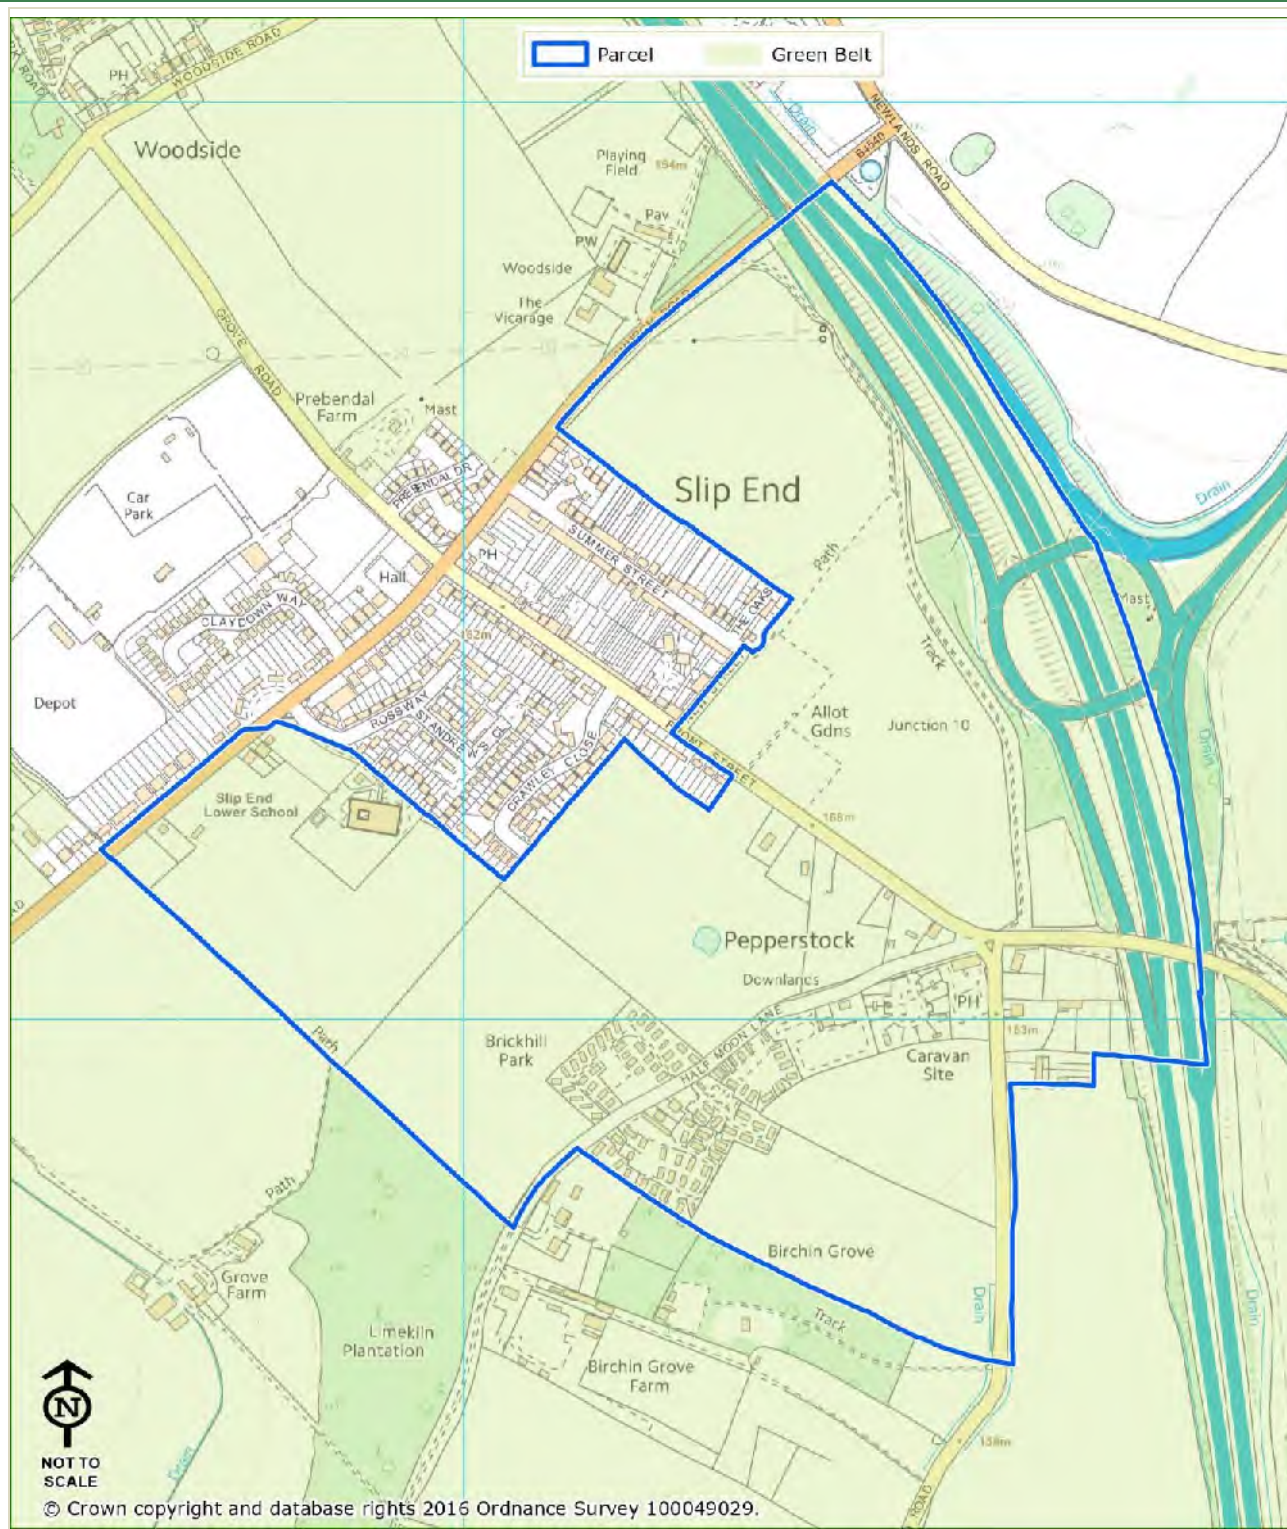 Parcel
Green Belt
PH
WOODSIDE ROAD
ROAD
Woodside
Drain
NEWLANDS ROAD
B4540
Playing
Field
154m
Pav
PW
Woodside
The
Vicarage
GROVE ROAD
Prebendal
Farm
Mast
PREBENDAL DR
Car
Park
Slip End
SUMMER STREET
PH
Hall
THE OAKS
Path
CLAYDOWN WAY
182m
Mast
Drain
Track
Depot
ROSSWAY
ST ANDREW'S CL
CRAWLEY CLOSE
FRONT STREET
Allot
Gdns
Junction 10
Drain
Slip End
Lower School
168m
Pepperstock
Downlands
HALF MOON LANE
PH
153m
Path
Brickhill
Park
Caravan
Site
Path
Birchin Grove
Grove
Farm
Drain
Drain
Track
Limekiln
Plantation
Birchin Grove
Farm
N
NOT TO
SCALE
Drain
138m
ROAD
© Crown copyright and database rights 2016 Ordnance Survey 100049029.